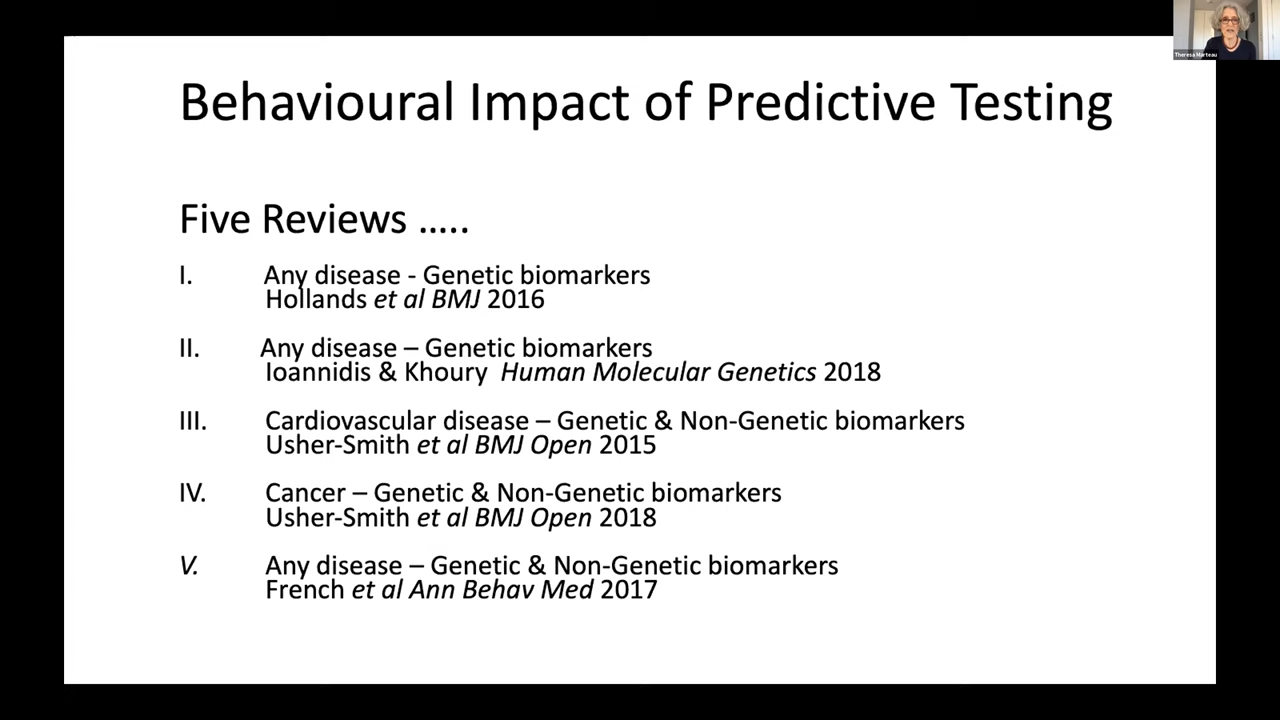 Theresa Marteau
Behavioural Impact of Predictive Testing
Five Reviews …..
I. Any disease - Genetic biomarkers
Hollands et al BMJ 2016
II. Any disease – Genetic biomarkers
Ioannidis & Khoury Human Molecular Genetics 2018
III. Cardiovascular disease – Genetic & Non-Genetic biomarkers
Usher-Smith et al BMJ Open 2015
IV. Cancer – Genetic & Non-Genetic biomarkers
Usher-Smith et al BMJ Open 2018
V. Any disease – Genetic & Non-Genetic biomarkers
French et al Ann Behav Med 2017